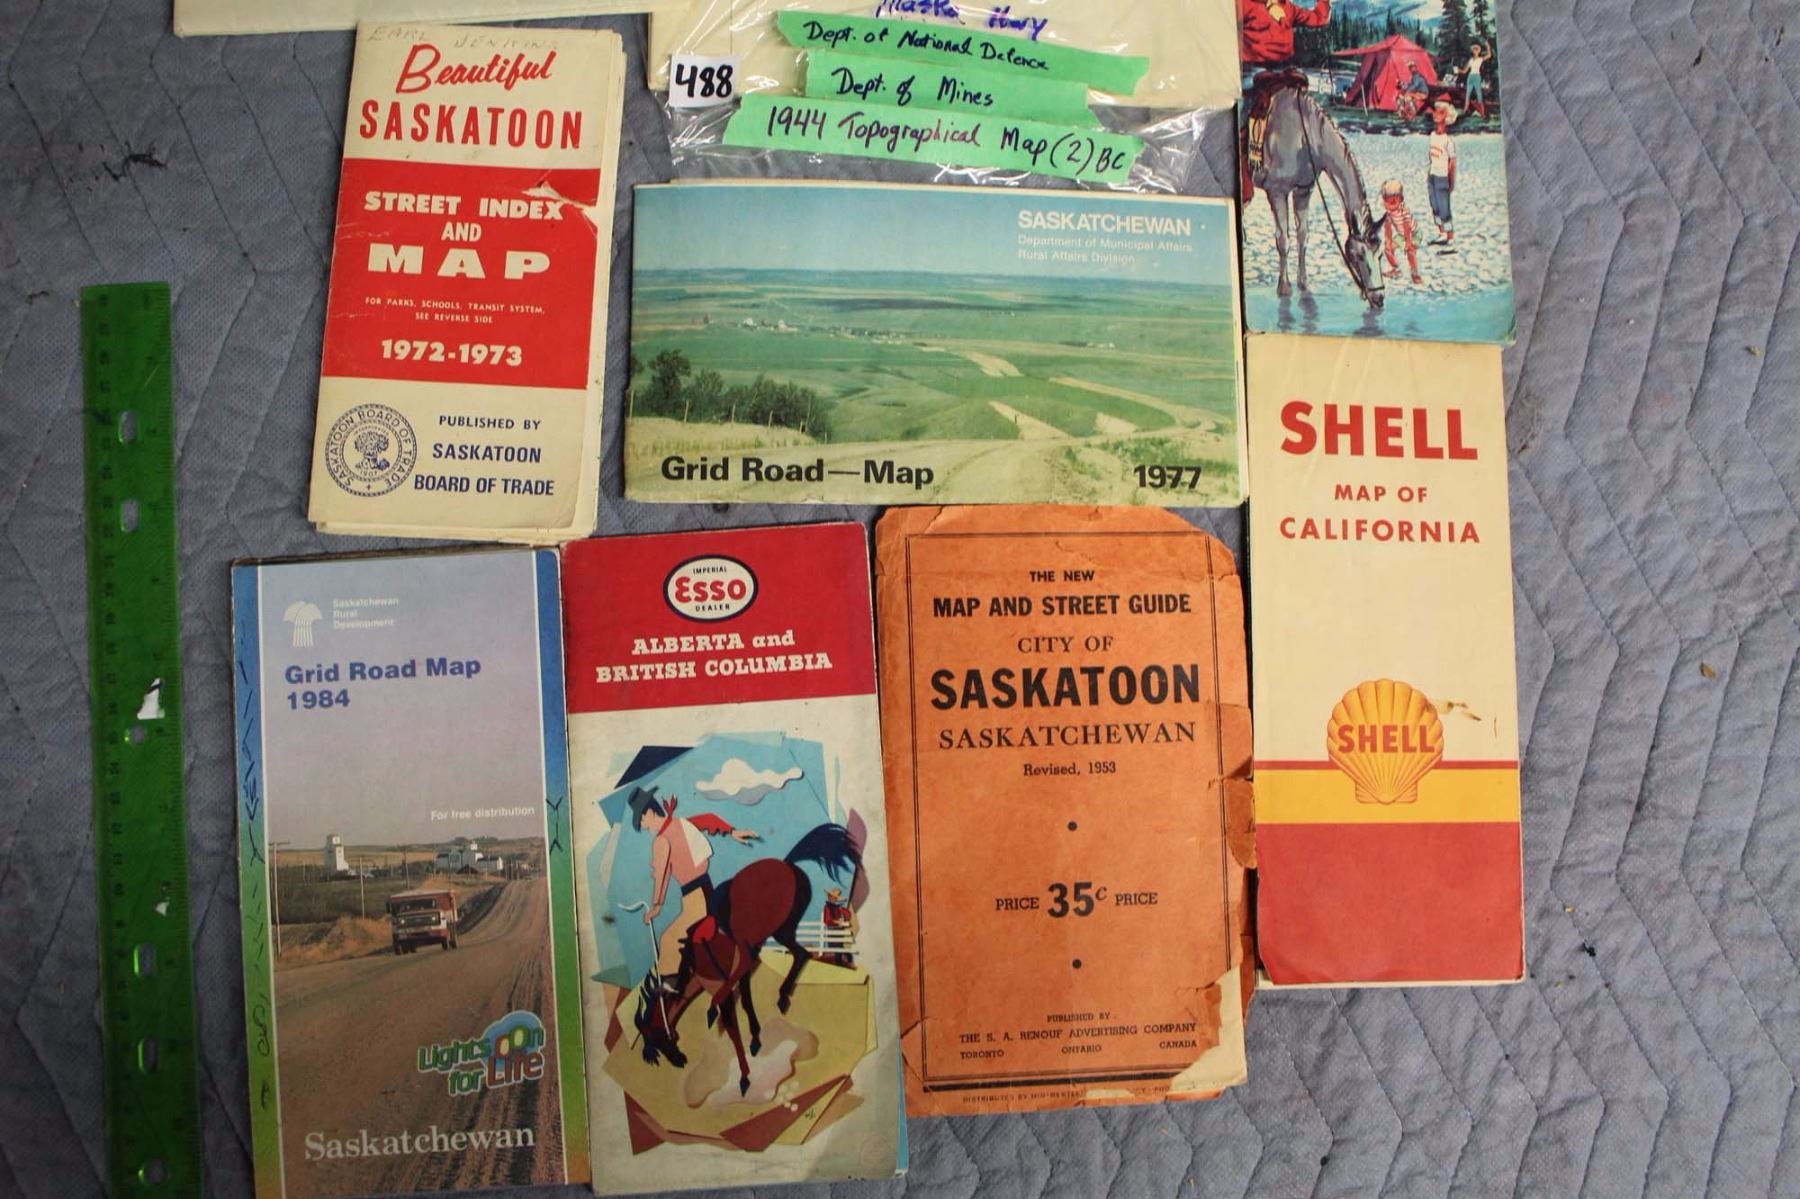 EARL JENKINS
Beautiful
SASKATOON
STREET INDEX
AND
MAP
FOR PARKS, SCHOOLS, TRANSIT SYSTEM,
SEE REVERSE SIDE
1972-1973
SASKATOON BOARD OF TRADE
PUBLISHED BY
SASKATOON
BOARD OF TRADE
488
Alaska Hwy
Dept. of National Defence
Dept. of Mines
1944 Topographical Map (2) BC
SASKATCHEWAN
Department of Municipal Affairs
Rural Affairs Division
Grid Road—Map
1977
SHELL
MAP OF
CALIFORNIA
SHELL
Saskatchewan
Rural
Development
Grid Road Map
1984
For free distribution
Lights on
for Life
Saskatchewan
IMPERIAL
Esso
DEALER
ALBERTA and
BRITISH COLUMBIA
THE NEW
MAP AND STREET GUIDE
CITY OF
SASKATOON
SASKATCHEWAN
Revised, 1953
PRICE 35c PRICE
PUBLISHED BY
THE S. A. RENOUF ADVERTISING COMPANY
TORONTO ONTARIO CANADA
DISTRIBUTED BY